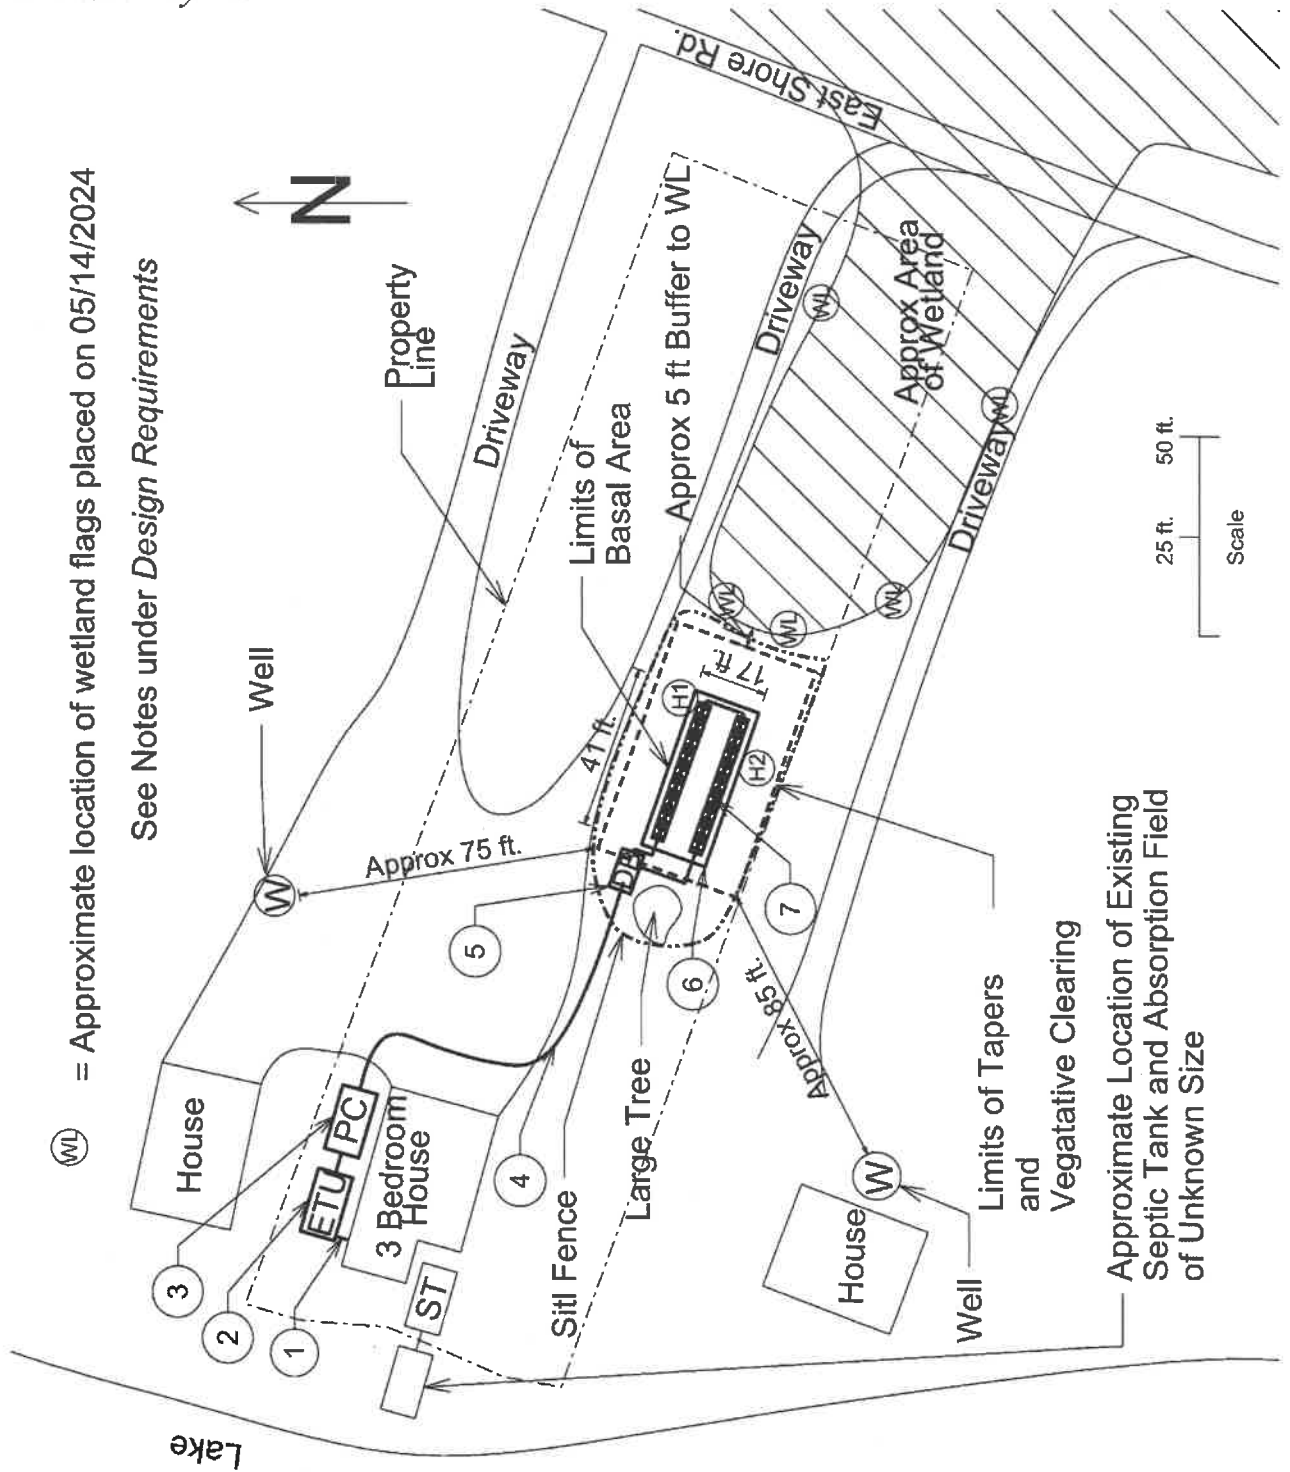 WL = Approximate location of wetland flags placed on 05/14/2024
See Notes under Design Requirements
N
East Shore Rd.
Property
Line
Driveway
Well
W
Approx 75 ft.
House
Limits of
Basal Area
Approx 5 ft Buffer to WL
Driveway
WL
Approx Area
of Wetland
WL
Driveway
WL
WL
WL
41 ft.
17 ft.
H1
H2
DB
5
6
7
4
3
2
1
PC
ETU
3 Bedroom
House
ST
Lake
Sitl Fence
Large Tree
Approx 85 ft.
W
House
Well
Limits of Tapers
and
Vegatative Clearing
Approximate Location of Existing
Septic Tank and Absorption Field
of Unknown Size
25 ft.
50 ft.
Scale